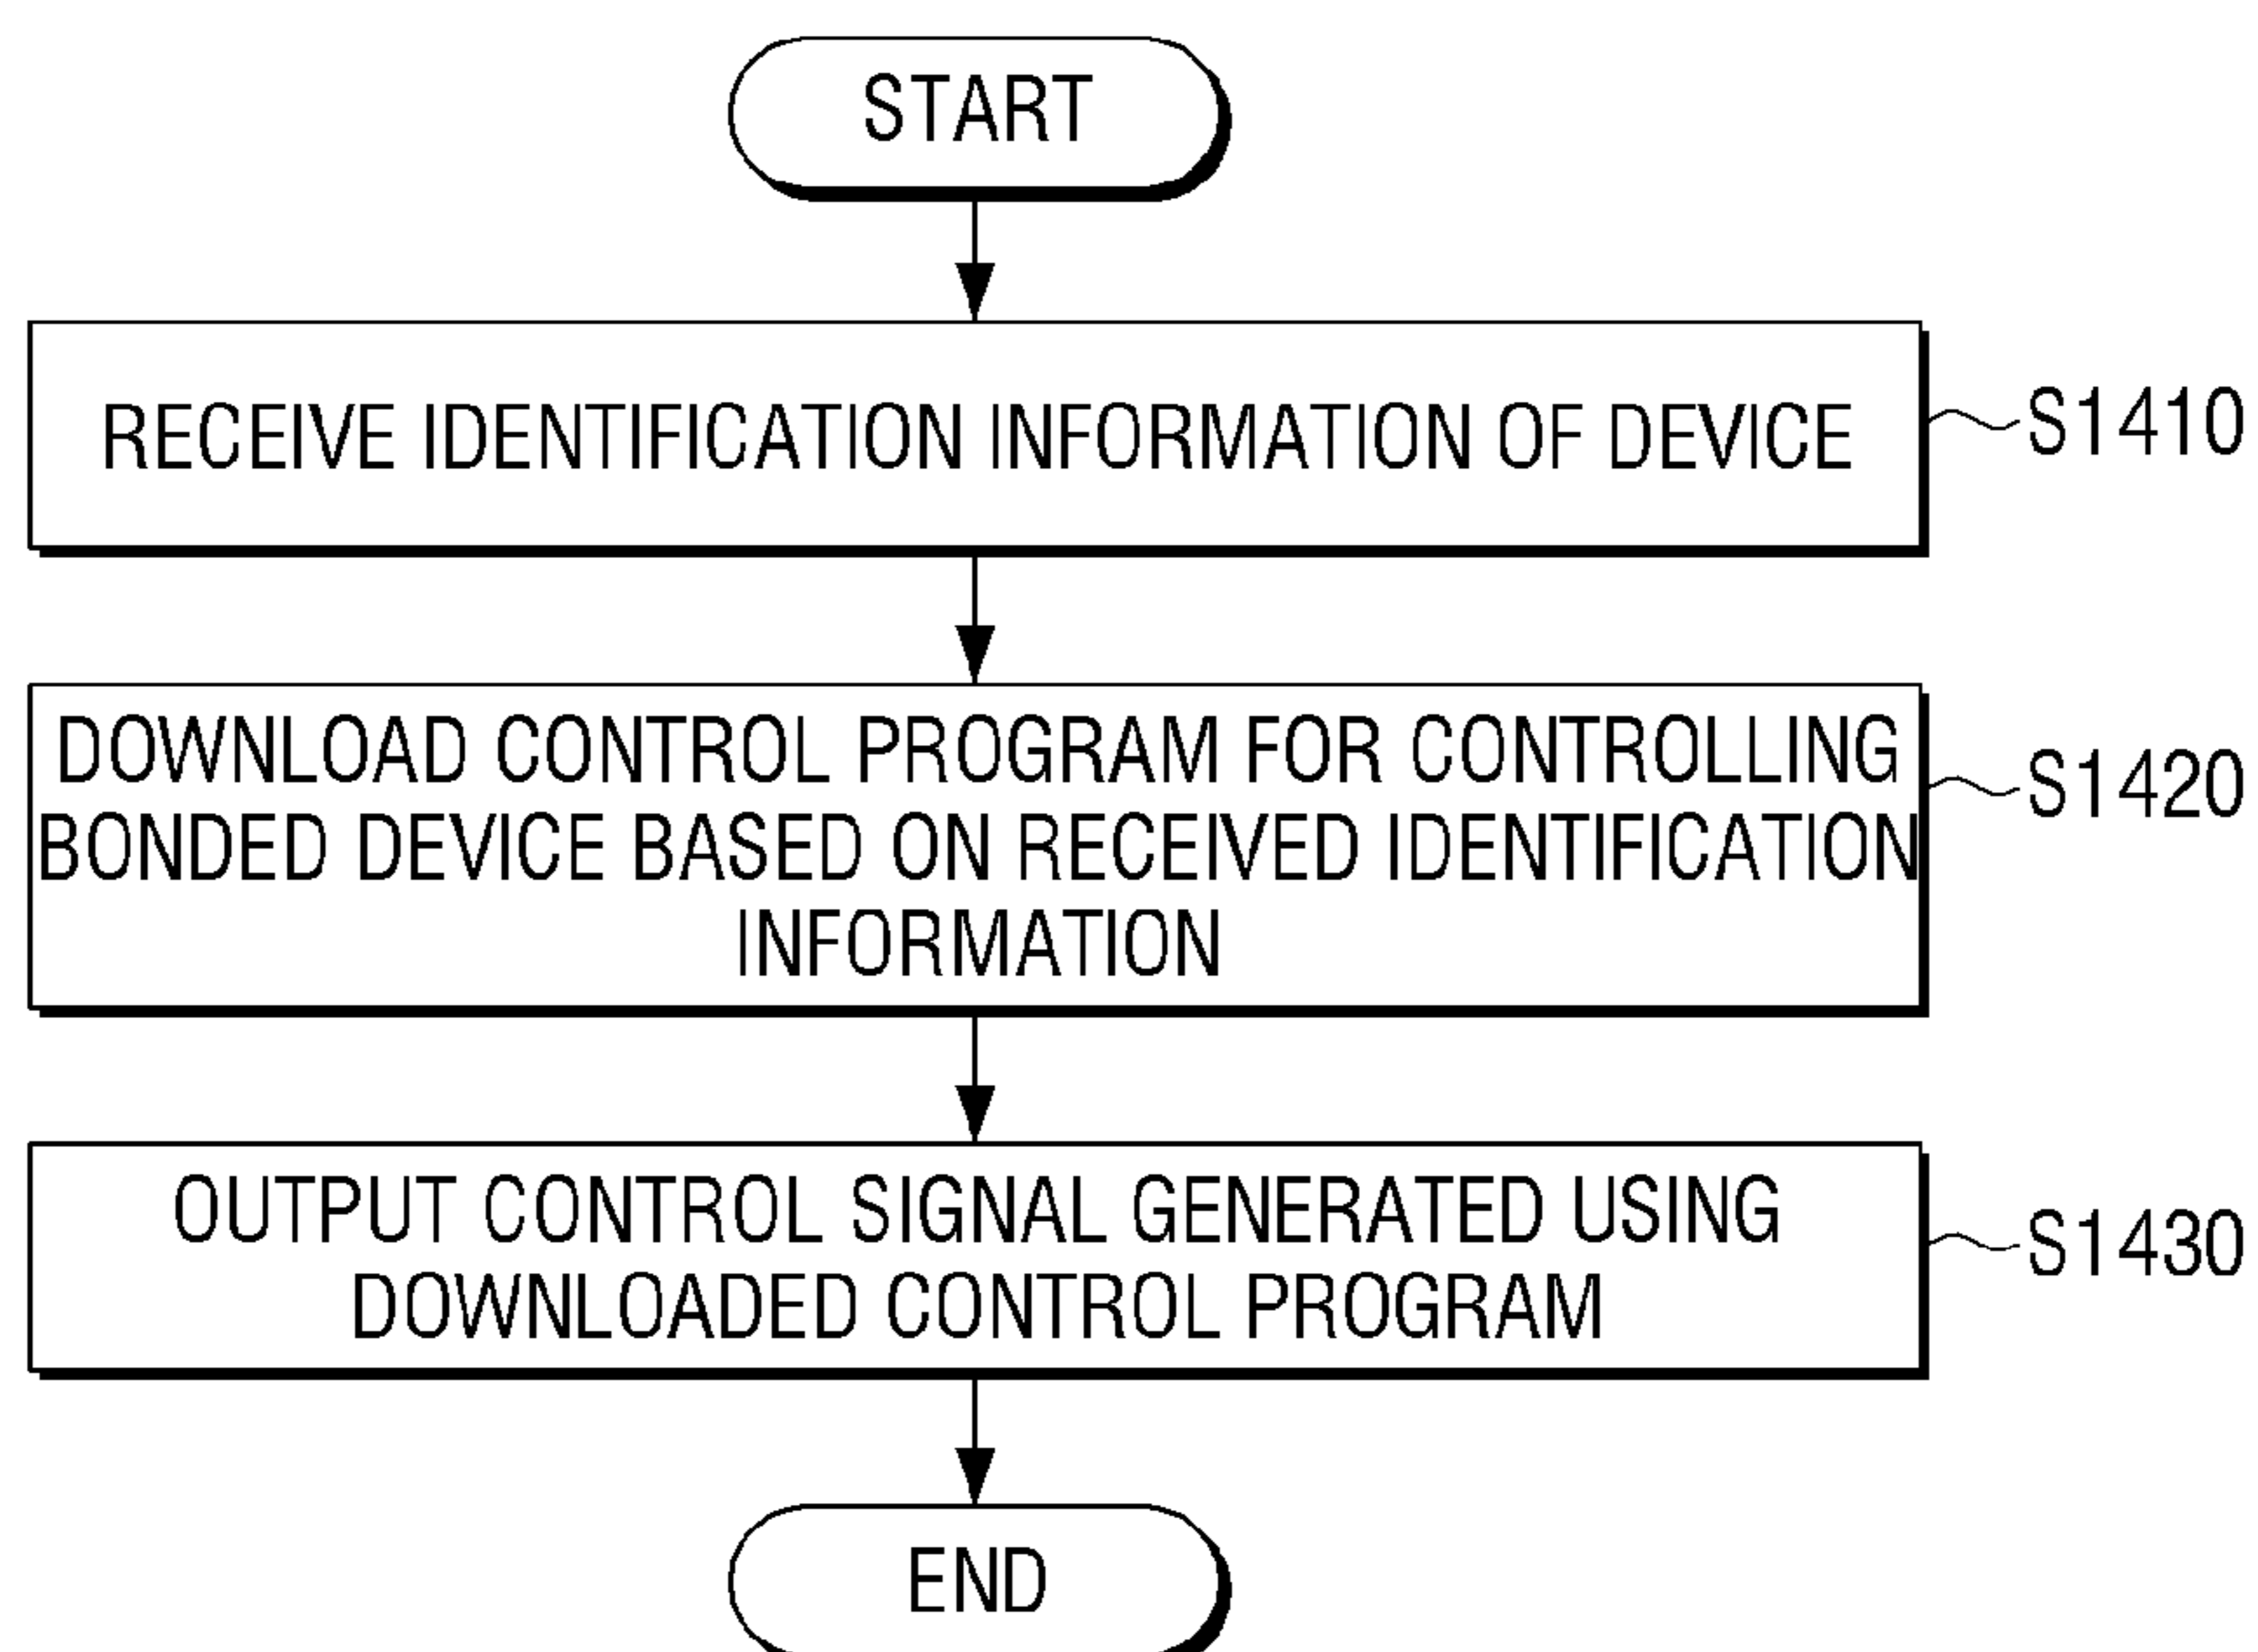 START
RECEIVE IDENTIFICATION INFORMATION OF DEVICE
S1410
DOWNLOAD CONTROL PROGRAM FOR CONTROLLING
BONDED DEVICE BASED ON RECEIVED IDENTIFICATION
INFORMATION
S1420
OUTPUT CONTROL SIGNAL GENERATED USING
DOWNLOADED CONTROL PROGRAM
S1430
END